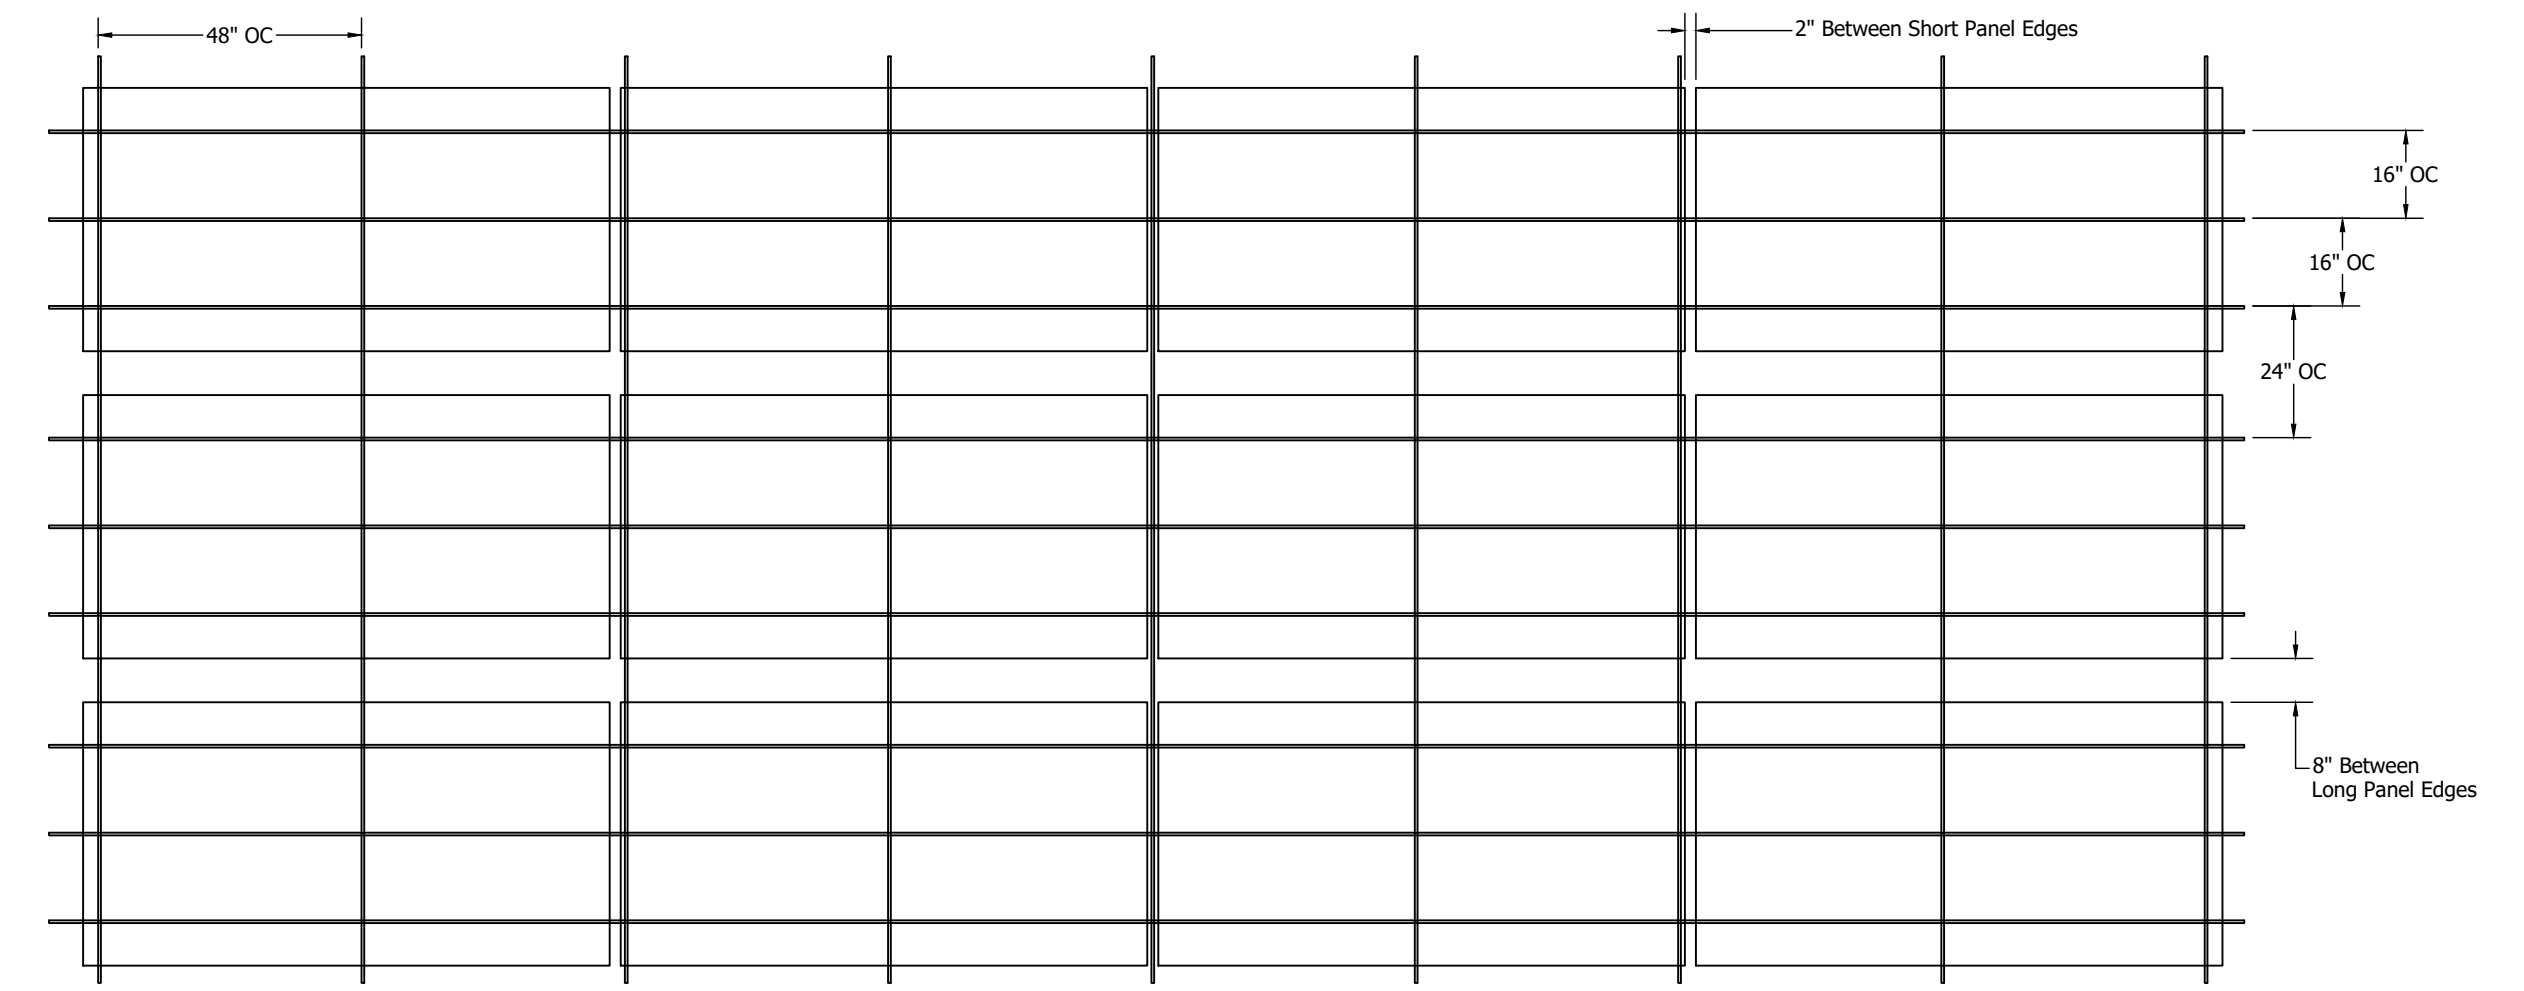 48" OC
2" Between Short Panel Edges
16" OC
16" OC
24" OC
8" Between
Long Panel Edges